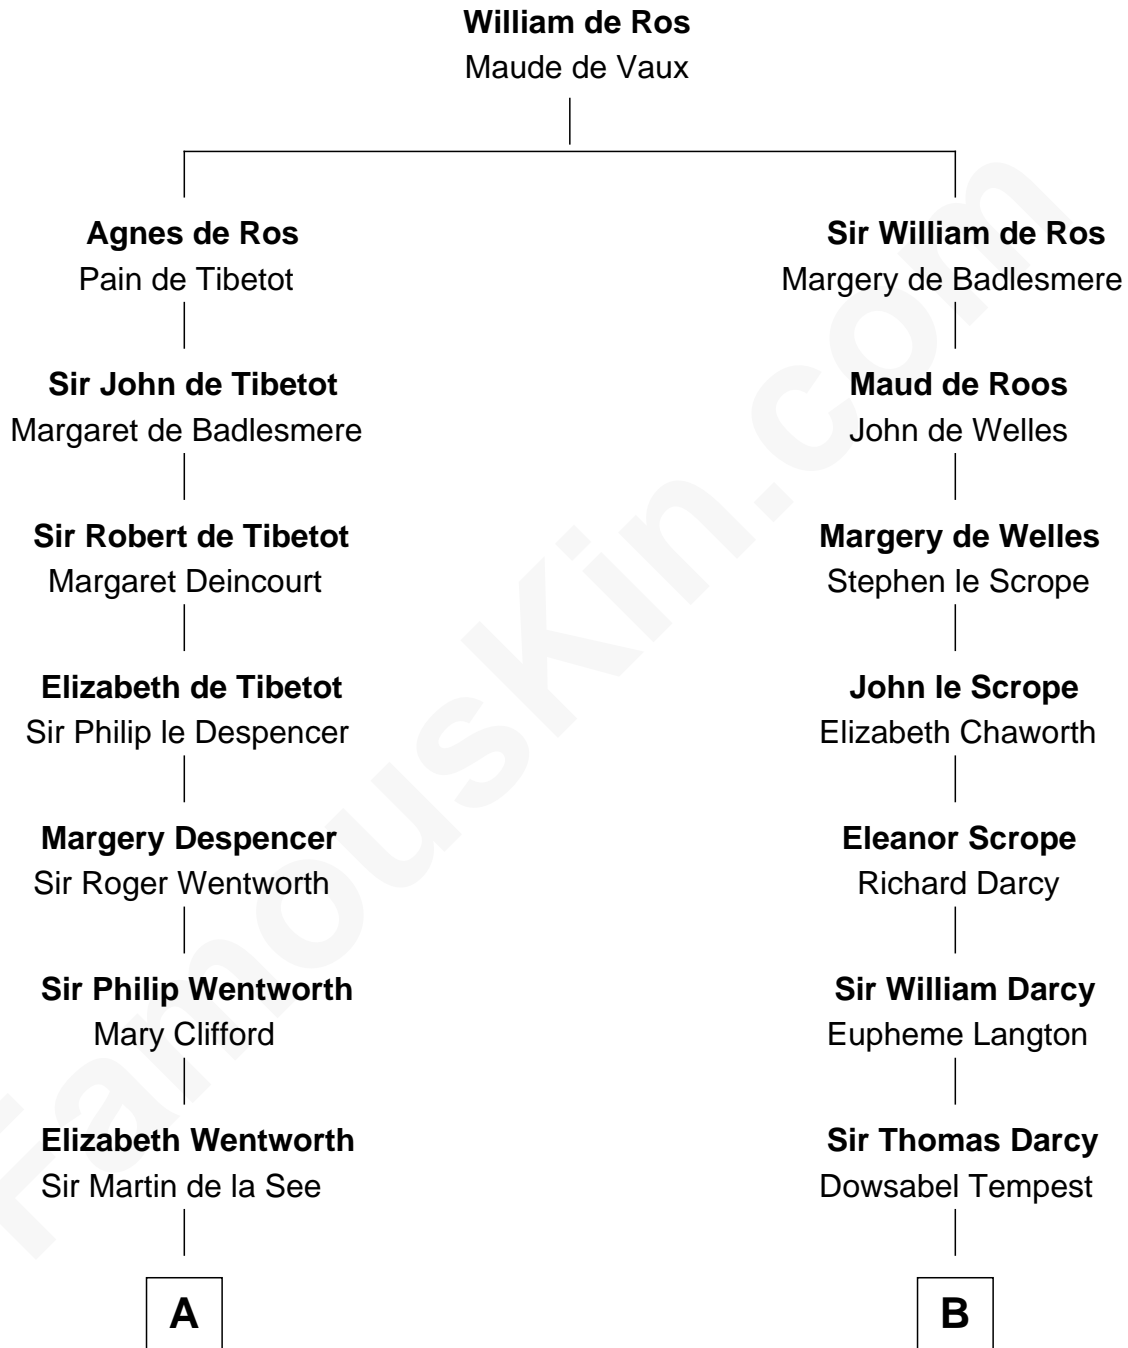 William de Ros
Maude de Vaux
Agnes de Ros
Pain de Tibetot
Sir John de Tibetot
Margaret de Badlesmere
Sir Robert de Tibetot
Margaret Deincourt
Elizabeth de Tibetot
Sir Philip le Despencer
Margery Despencer
Sir Roger Wentworth
Sir Philip Wentworth
Mary Clifford
Elizabeth Wentworth
Sir Martin de la See
A
Sir William de Ros
Margery de Badlesmere
Maud de Roos
John de Welles
Margery de Welles
Stephen le Scrope
John le Scrope
Elizabeth Chaworth
Eleanor Scrope
Richard Darcy
Sir William Darcy
Eupheme Langton
Sir Thomas Darcy
Dowsabel Tempest
B
FamousKin.com